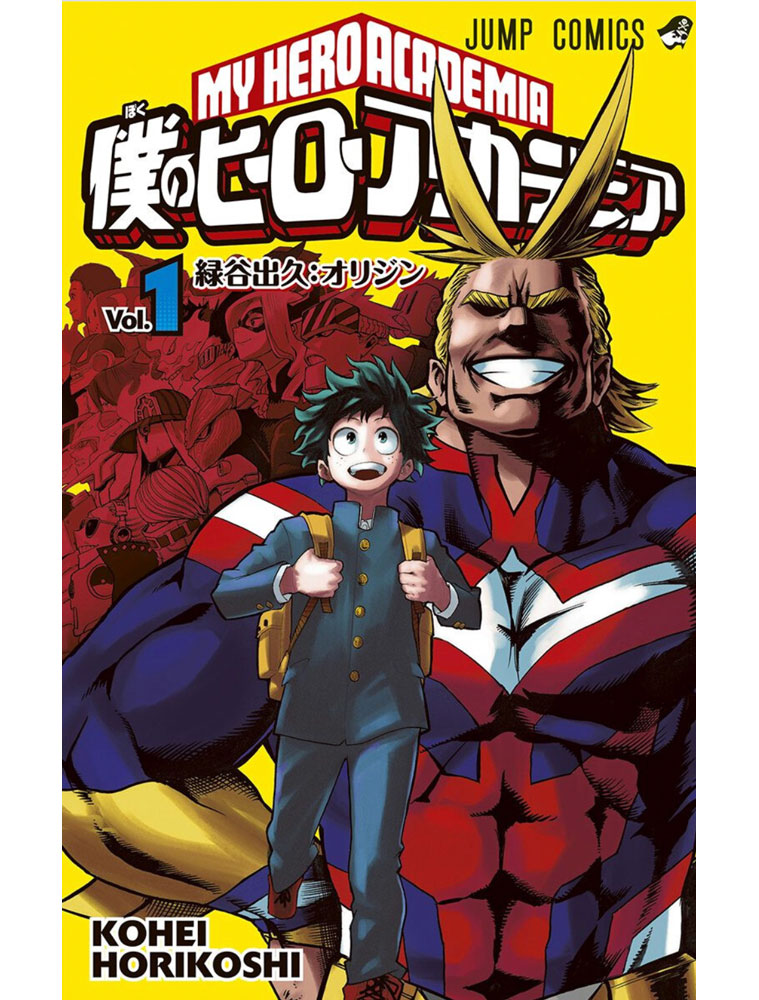 JUMP COMICS
MY HERO ACADEMIA
ぼく
僕のヒーローアカデミア
Vol.1
緑谷出久:オリジン
KOHEI
HORIKOSHI